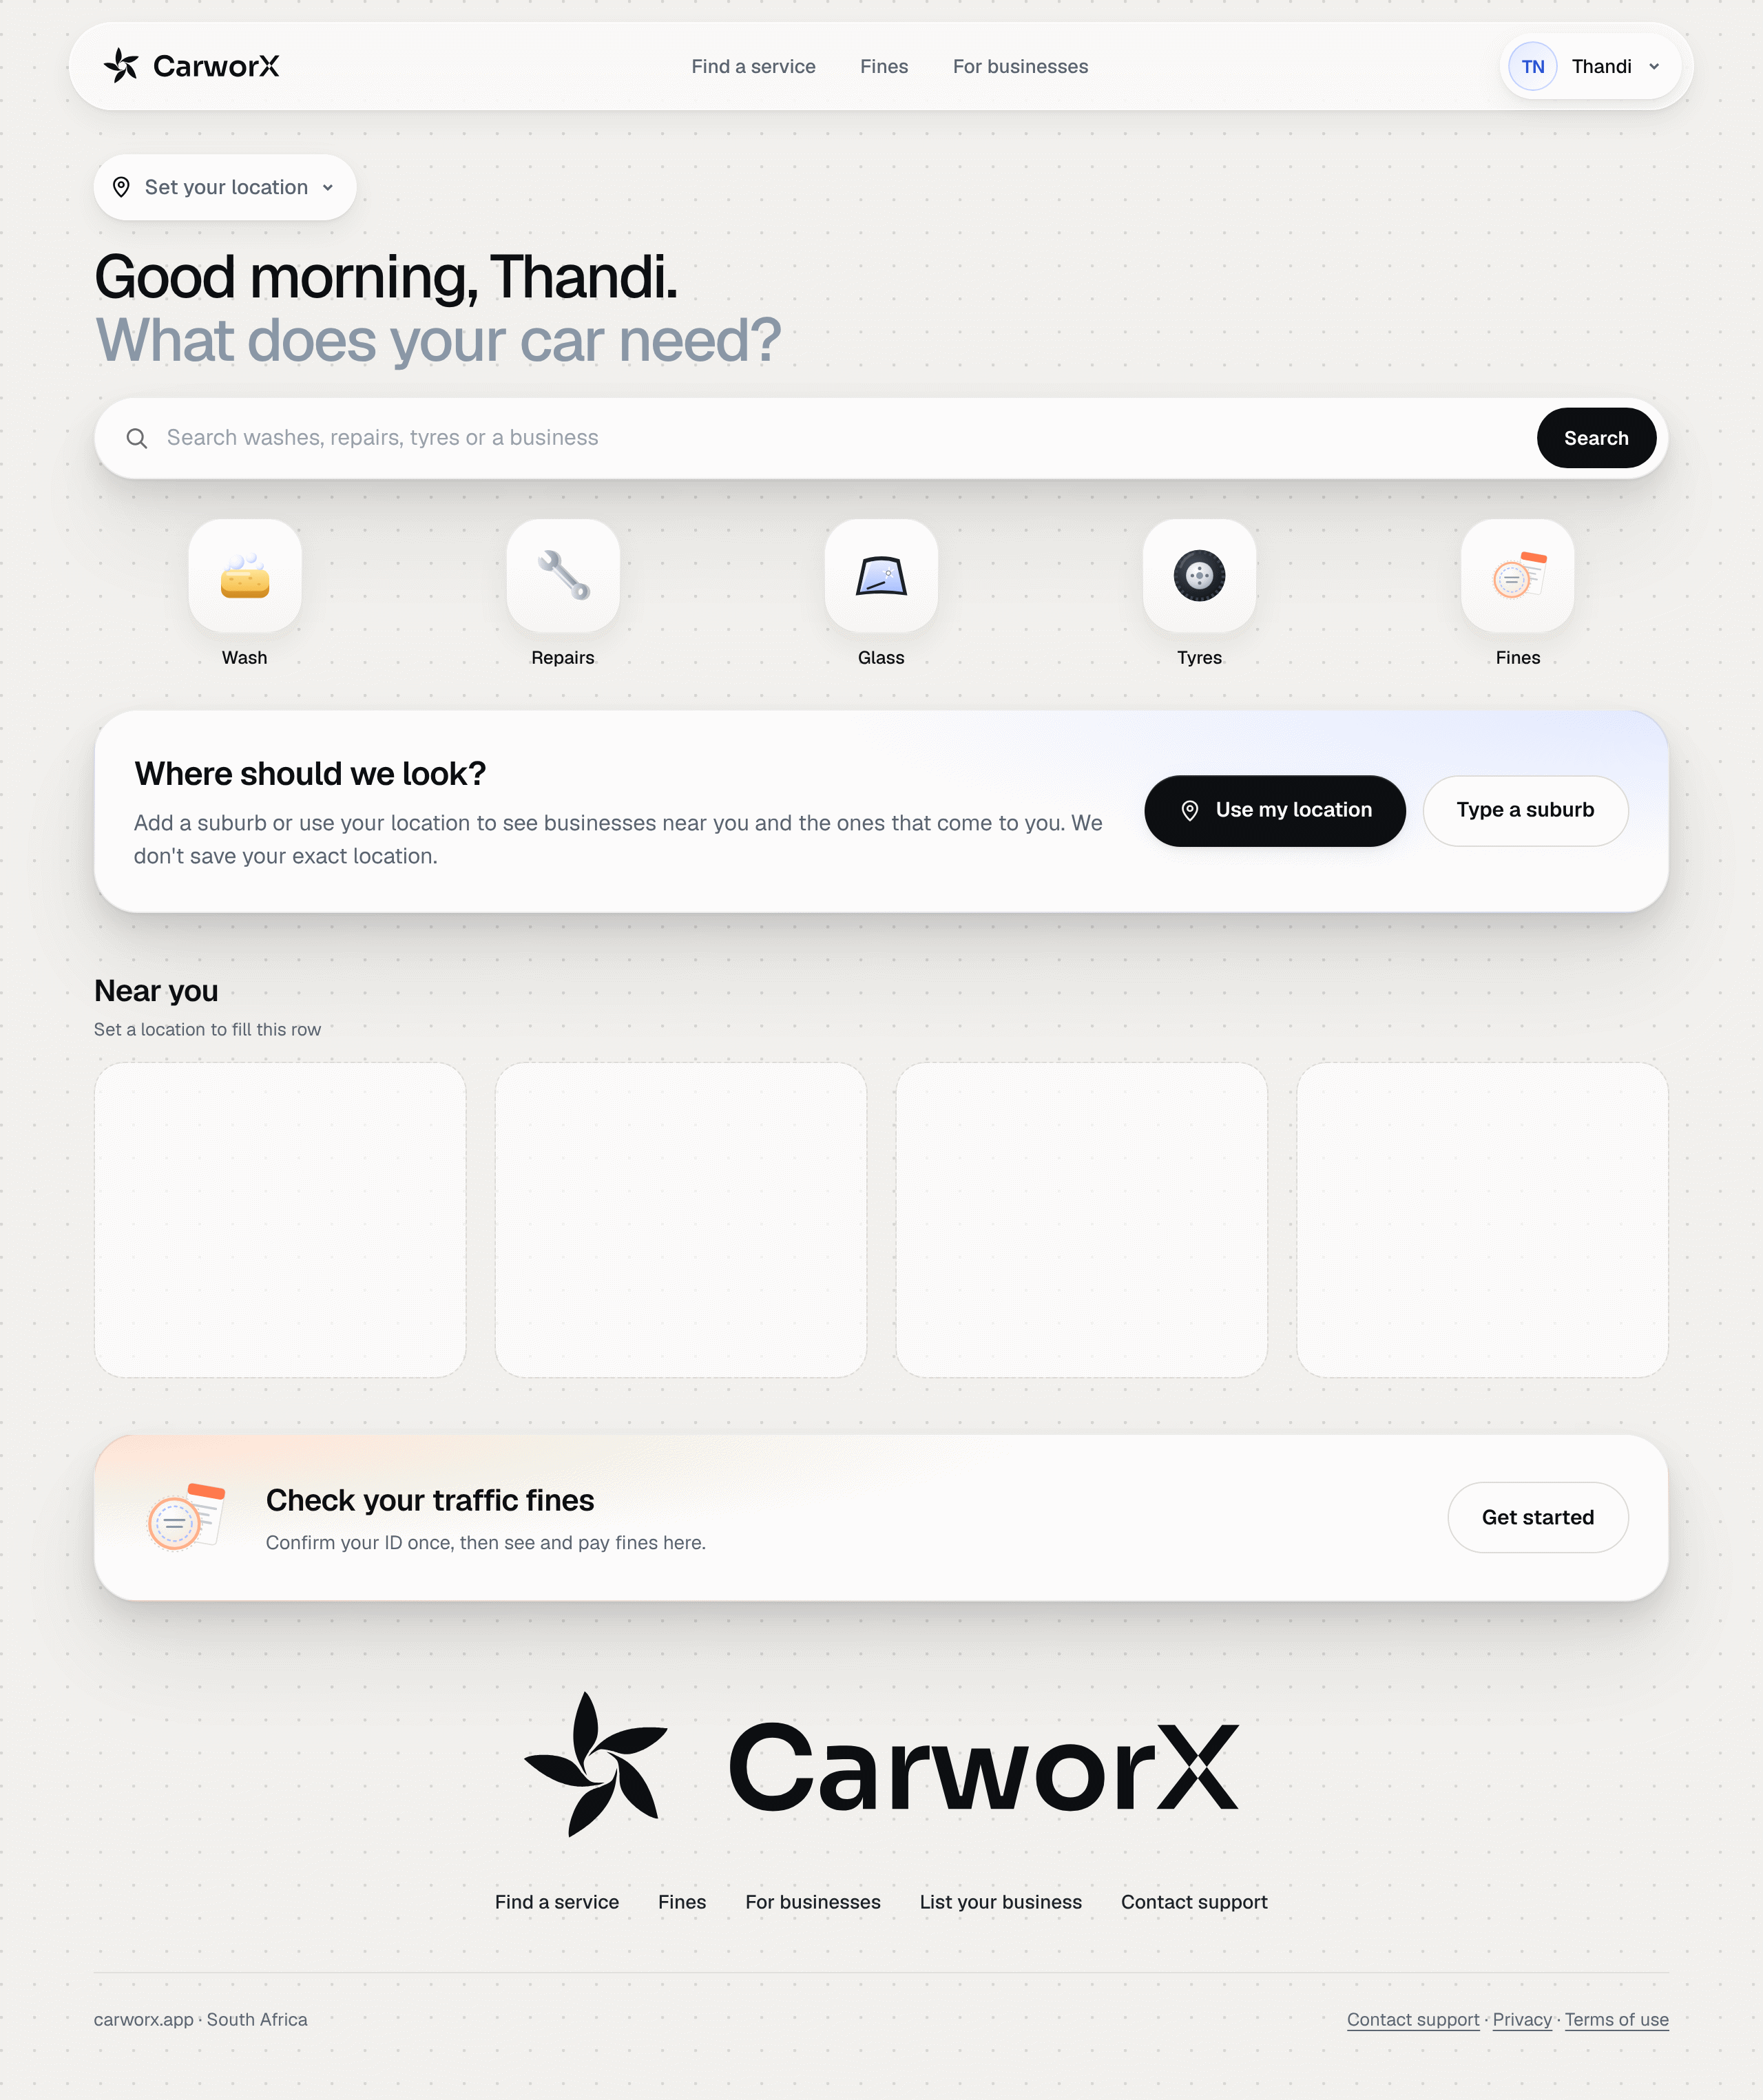 CarworX
Find a service
Fines
For businesses
TN
Thandi
Set your location
Good morning, Thandi.
What does your car need?
Search washes, repairs, tyres or a business
Search
Wash
Repairs
Glass
Tyres
Fines
Where should we look?
Add a suburb or use your location to see businesses near you and the ones that come to you. We
don't save your exact location.
Use my location
Type a suburb
Near you
Set a location to fill this row
Check your traffic fines
Confirm your ID once, then see and pay fines here.
Get started
CarworX
Find a service
Fines
For businesses
List your business
Contact support
carworx.app · South Africa
Contact support · Privacy · Terms of use